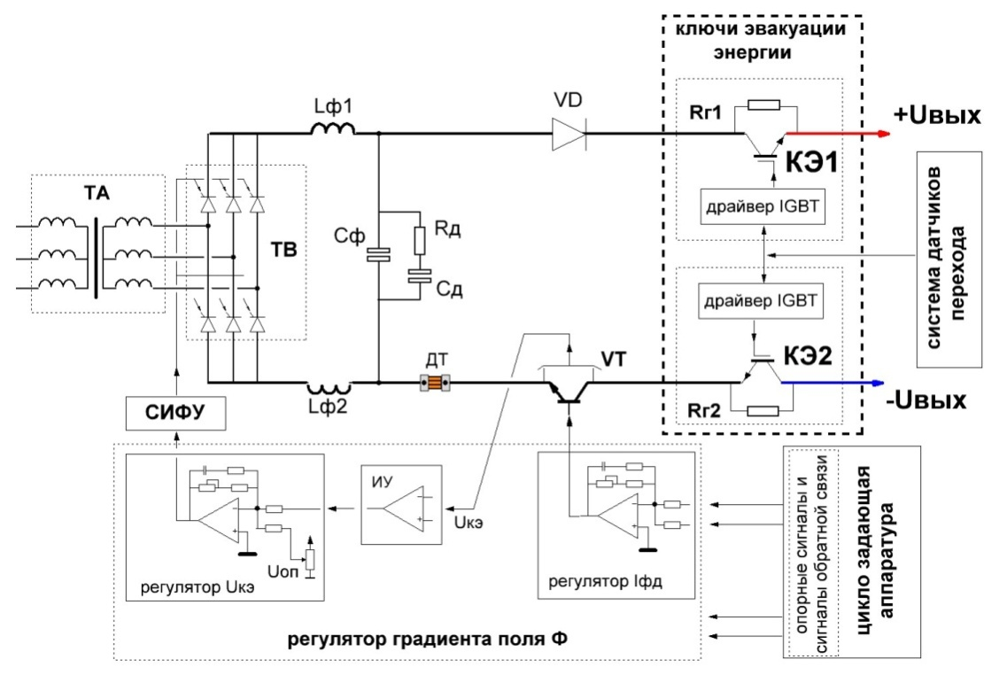 ключи эвакуации
энергии
Lф1
VD
Rг1
+Uвых
КЭ1
драйвер IGBT
ТА
ТВ
Cф
Rд
Cд
система датчиков
перехода
драйвер IGBT
КЭ2
ДТ
VT
Lф2
Rг2
-Uвых
СИФУ
ИУ
Uкэ
Uоп
регулятор Uкэ
регулятор Iфд
регулятор градиента поля Ф
опорные сигналы и
сигналы обратной связи
цикло задающая
аппаратура